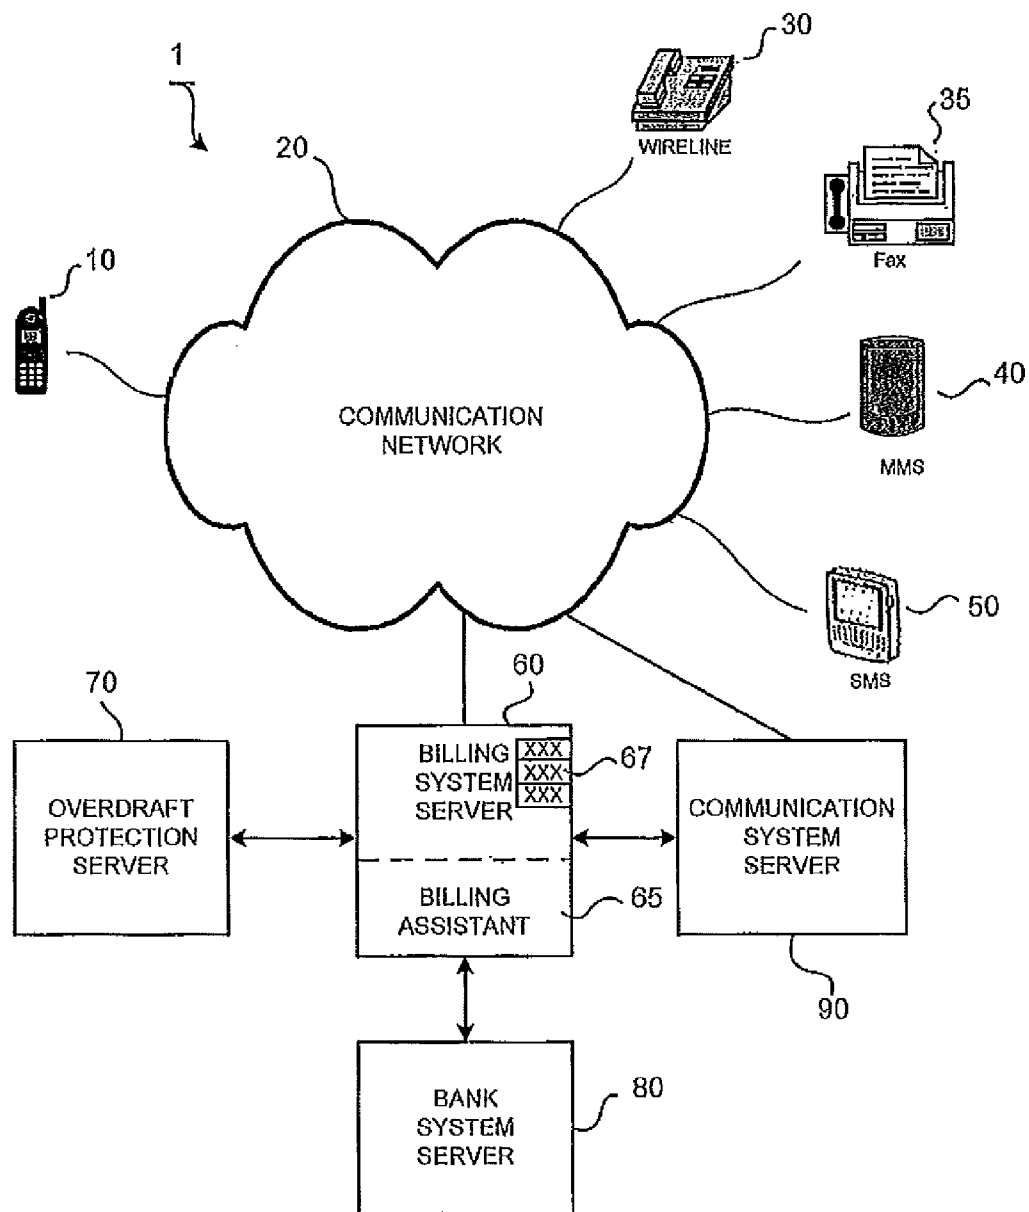 30
1
35
WIRELINE
20
Fax
10
40
COMMUNICATION
NETWORK
MMS
50
SMS
60
70
BILLING
SYSTEM
SERVER
XXX
XXX
XXX
67
OVERDRAFT
PROTECTION
SERVER
COMMUNICATION
SYSTEM
SERVER
BILLING
ASSISTANT
65
90
BANK
SYSTEM
SERVER
80